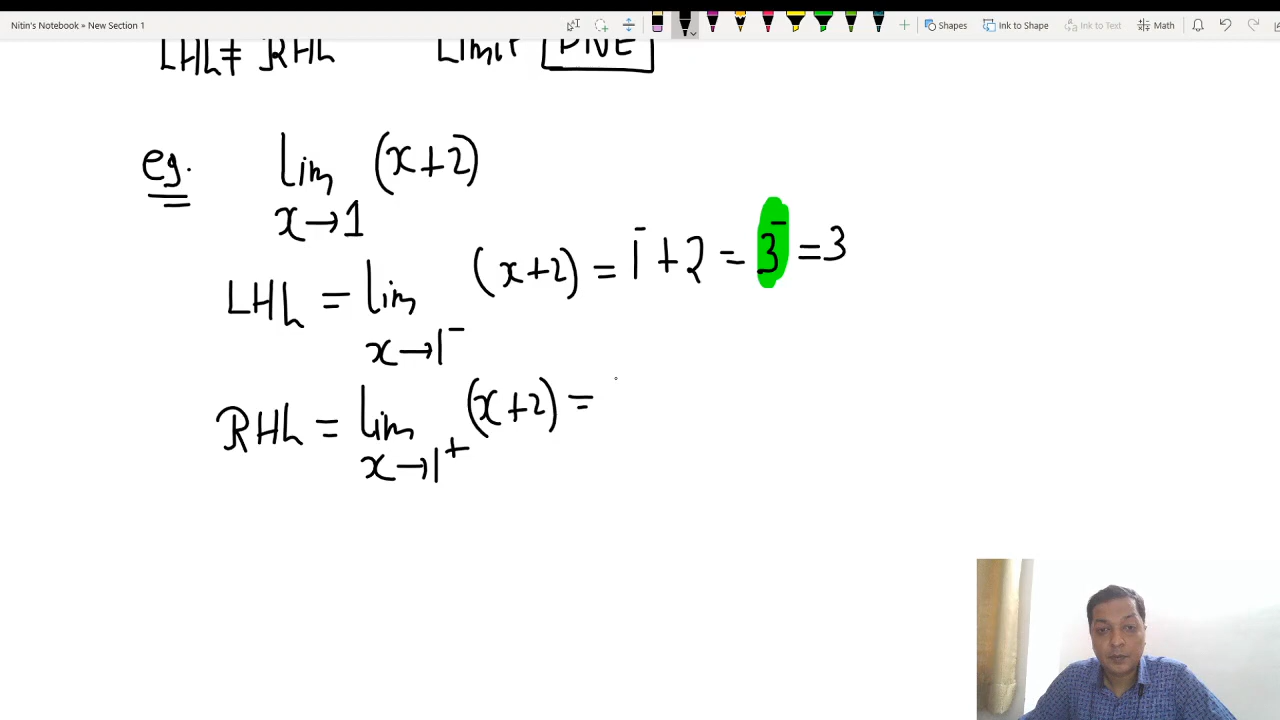 Nitin's Notebook » New Section 1
Shapes Ink to Shape Ink to Text Math
LHL ≠ RHL Limit DNE
eg. lim (x+2)
x→1
LHL = lim (x+2) = 1⁻ + 2 = 3⁻ = 3
x→1⁻
RHL = lim (x+2) =
x→1⁺